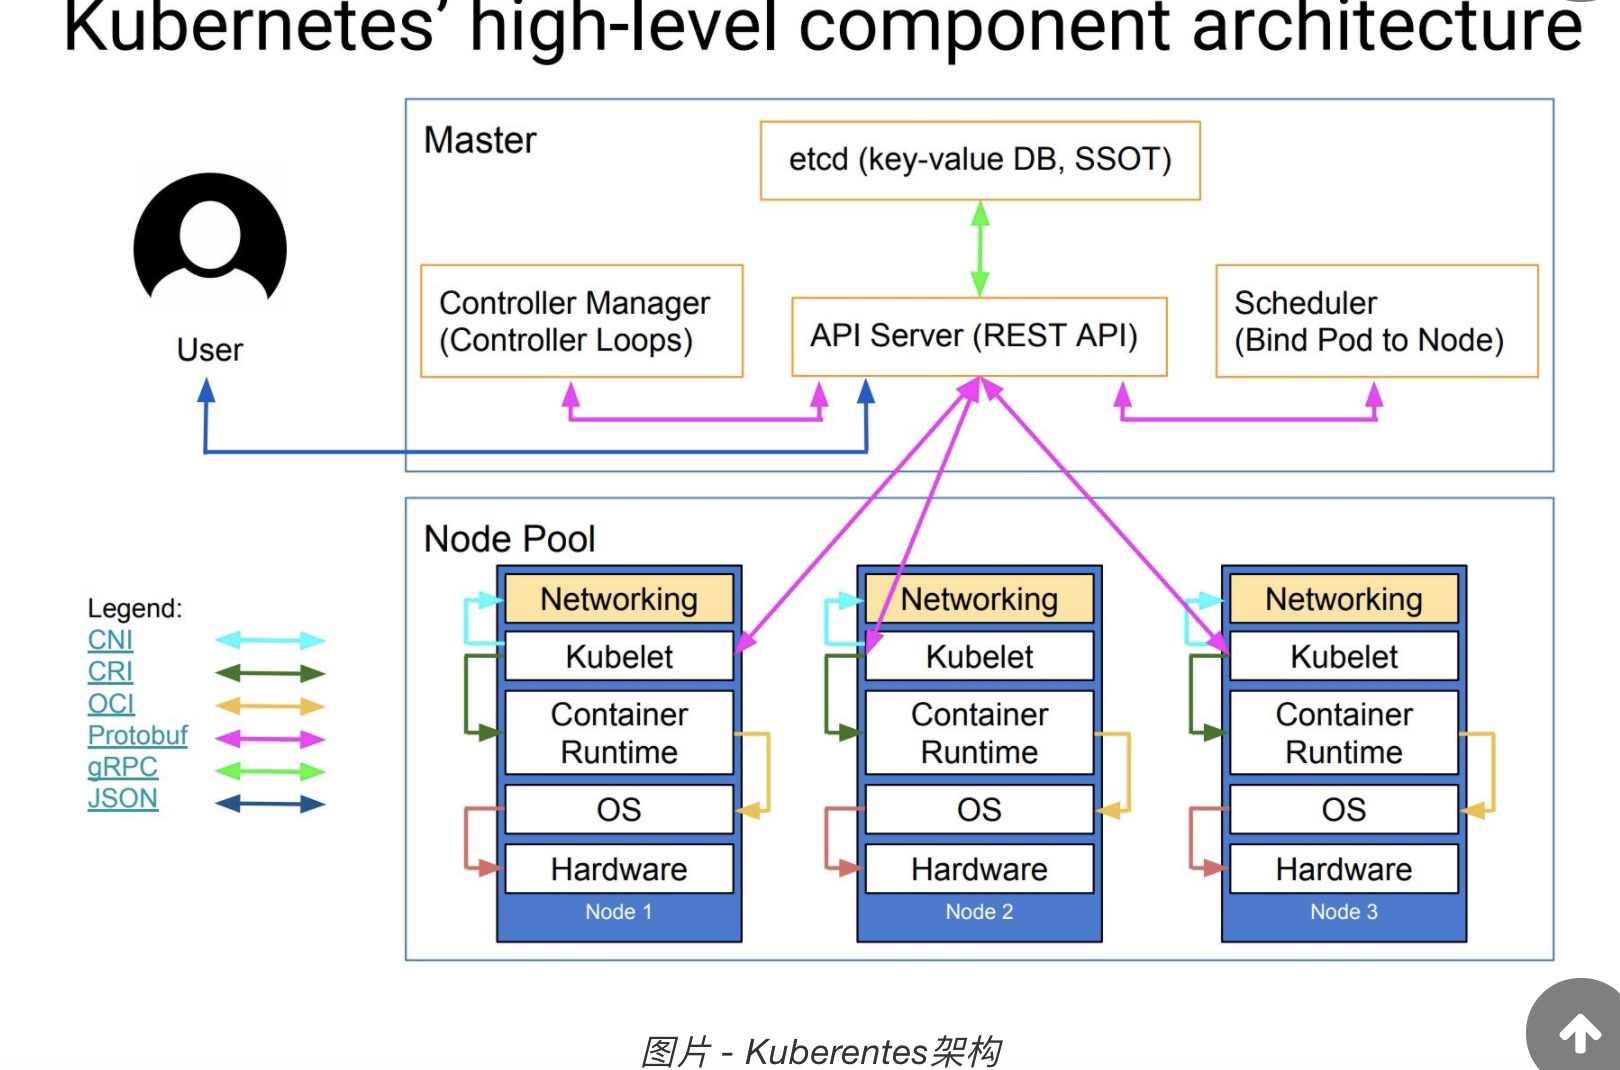 Kubernetes’ high-level component architecture
Master
etcd (key-value DB, SSOT)
Controller Manager
(Controller Loops)
API Server (REST API)
Scheduler
(Bind Pod to Node)
User
Node Pool
Networking
Kubelet
Container
Runtime
OS
Hardware
Node 1
Networking
Kubelet
Container
Runtime
OS
Hardware
Node 2
Networking
Kubelet
Container
Runtime
OS
Hardware
Node 3
Legend:
CNI
CRI
OCI
Protobuf
gRPC
JSON
图片 - Kuberentes架构